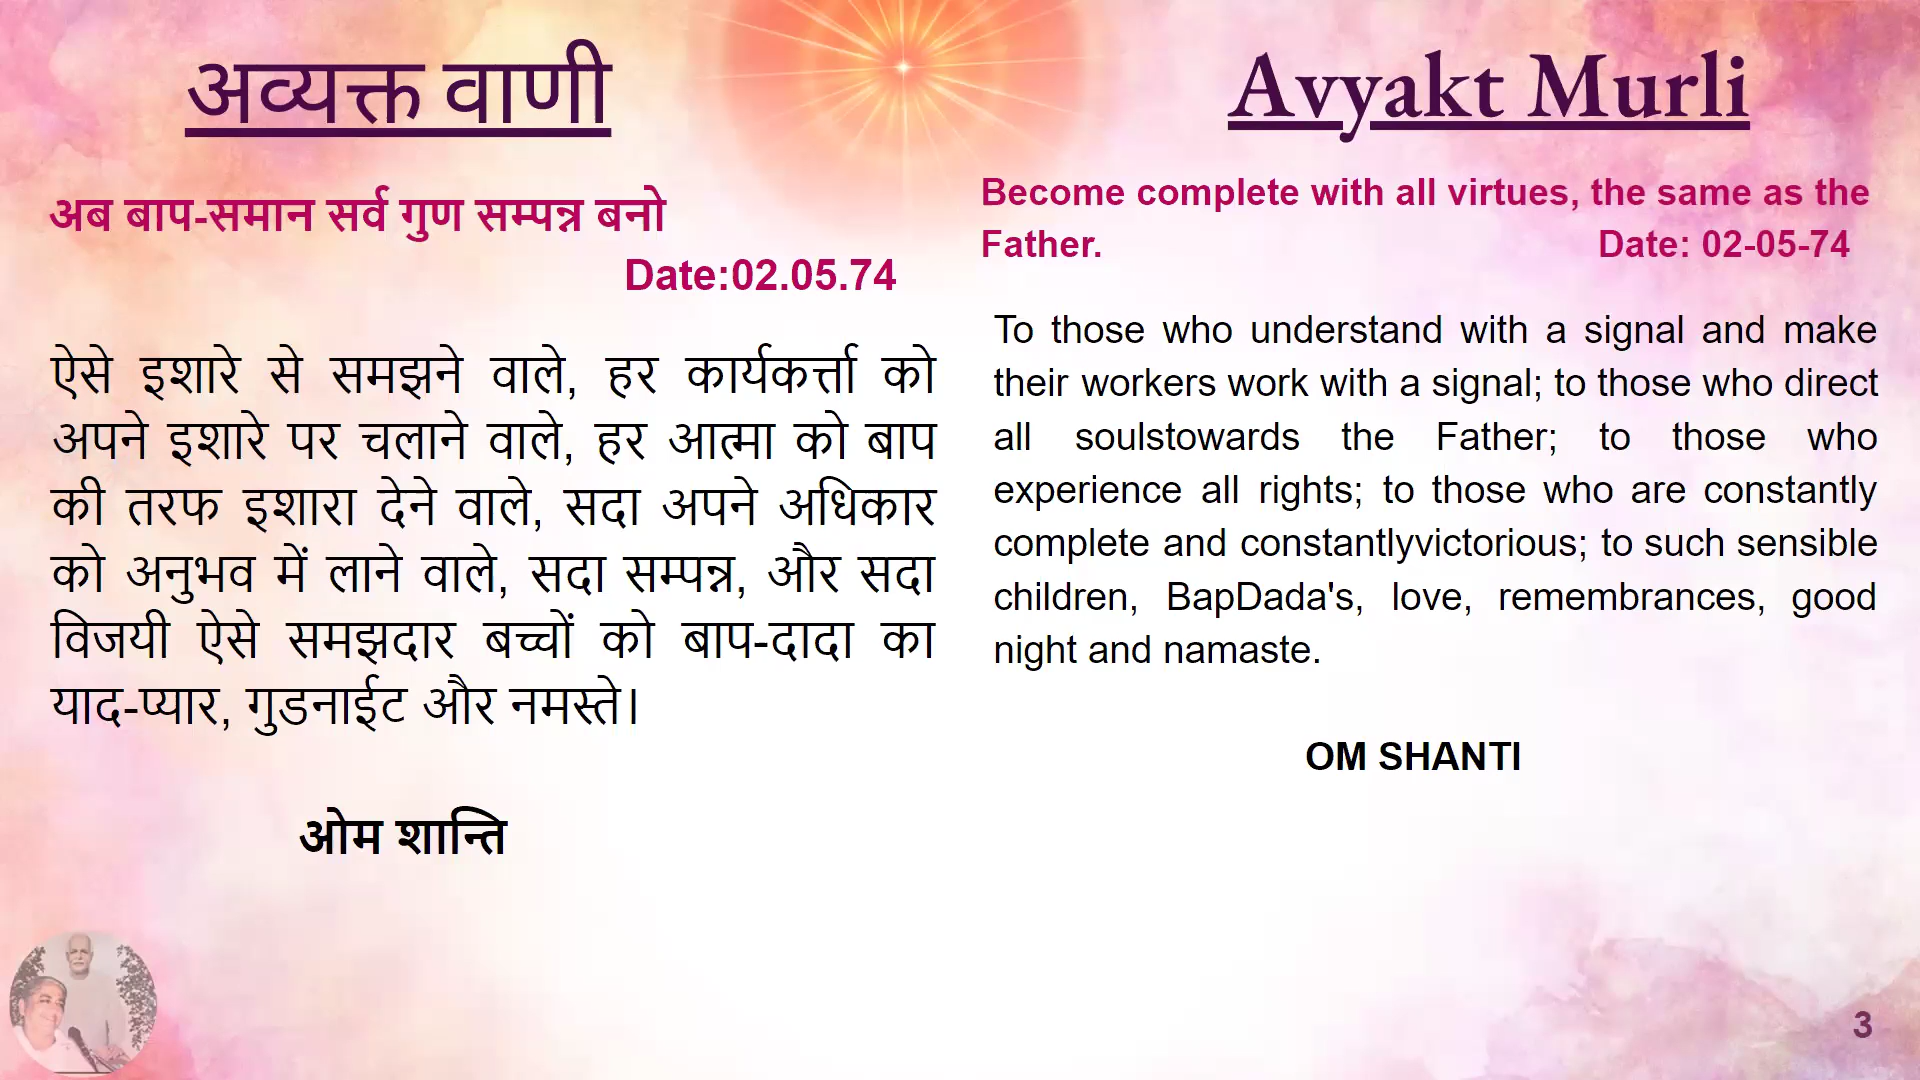 अव्यक्त वाणी
अब बाप-समान सर्व गुण सम्पन्न बनो
Date:02.05.74
ऐसे इशारे से समझने वाले, हर कार्यकर्त्ता को
अपने इशारे पर चलाने वाले, हर आत्मा को बाप
की तरफ इशारा देने वाले, सदा अपने अधिकार
को अनुभव में लाने वाले, सदा सम्पन्न, और सदा
विजयी ऐसे समझदार बच्चों को बाप-दादा का
याद-प्यार, गुडनाईट और नमस्ते।
ओम शान्ति
Avyakt Murli
Become complete with all virtues, the same as the
Father. Date: 02-05-74
To those who understand with a signal and make
their workers work with a signal; to those who direct
all soulstowards the Father; to those who
experience all rights; to those who are constantly
complete and constantlyvictorious; to such sensible
children, BapDada's, love, remembrances, good
night and namaste.
OM SHANTI
3